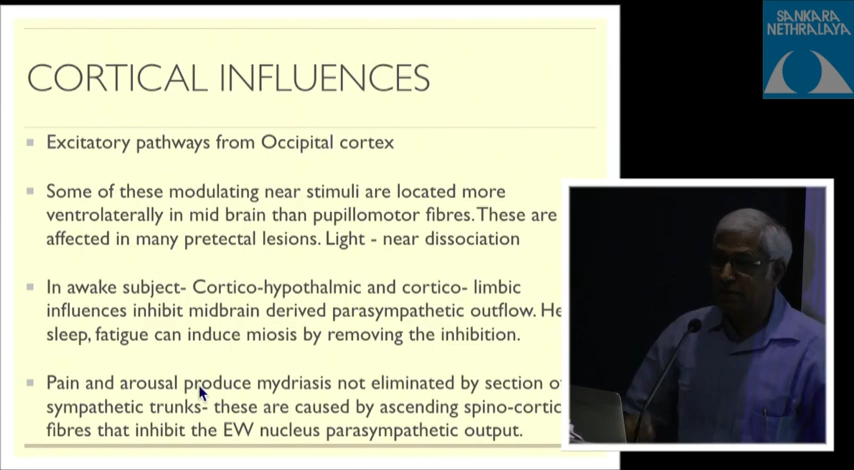 SANKARA
NETHRALAYA
CORTICAL INFLUENCES
Excitatory pathways from Occipital cortex
Some of these modulating near stimuli are located more
ventrolaterally in mid brain than pupillomotor fibres. These are
affected in many pretectal lesions. Light - near dissociation
In awake subject- Cortico-hypothalmic and cortico- limbic
influences inhibit midbrain derived parasympathetic outflow.
sleep, fatigue can induce miosis by removing the inhibition.
Pain and arousal produce mydriasis not eliminated by section
sympathetic trunks- these are caused by ascending
fibres that inhibit the EW nucleus parasympathetic output.